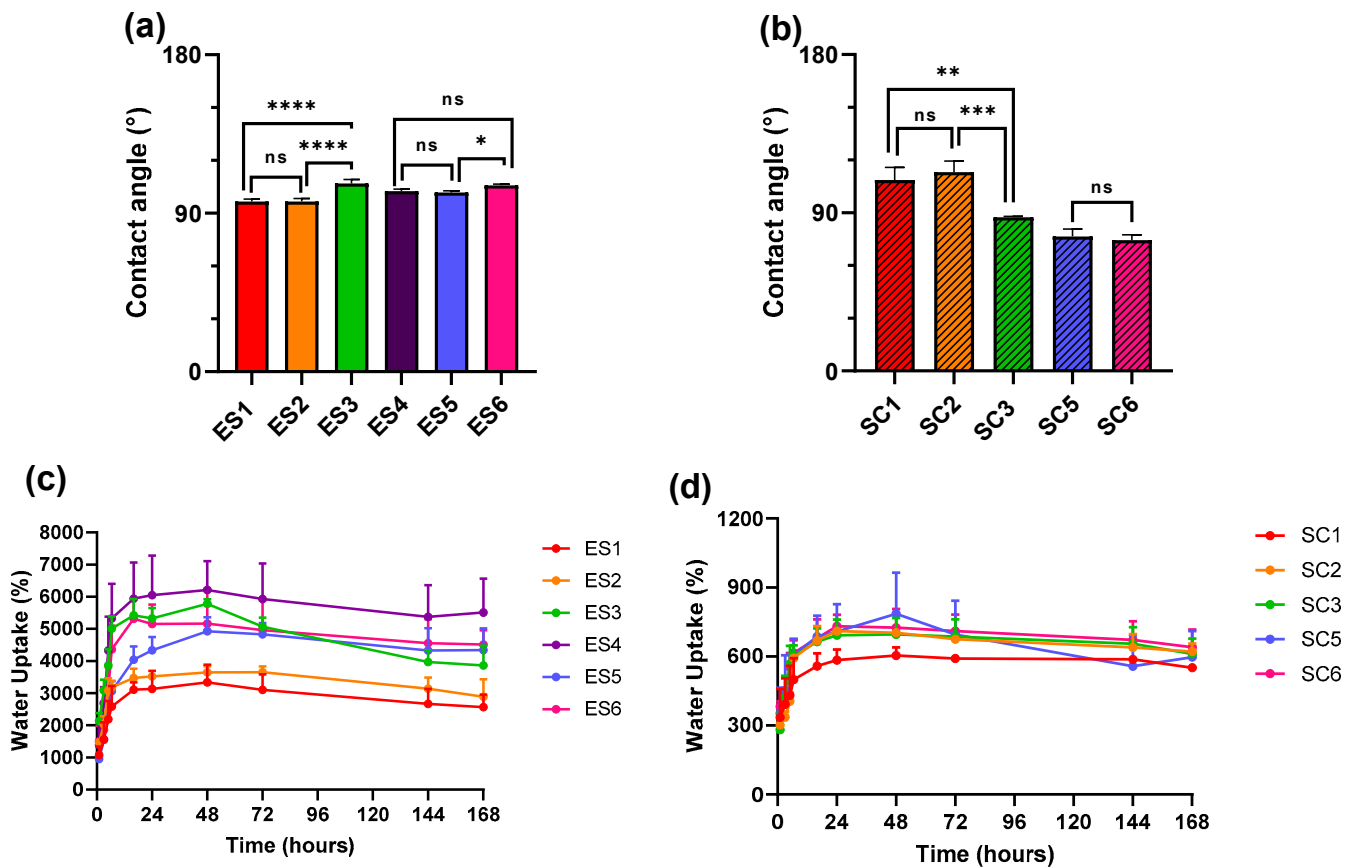 (a)
180
90
0
Contact angle (°)
****
ns
****
ns
ns
*
ES1
ES2
ES3
ES4
ES5
ES6
(b)
180
90
0
Contact angle (°)
**
ns
***
ns
SC1
SC2
SC3
SC5
SC6
(c)
8000
7000
6000
5000
4000
3000
2000
1000
0
Water Uptake (%)
0 24 48 72 96 120 144 168
Time (hours)
ES1
ES2
ES3
ES4
ES5
ES6
(d)
1200
900
600
300
0
Water Uptake (%)
0 24 48 72 96 120 144 168
Time (hours)
SC1
SC2
SC3
SC5
SC6